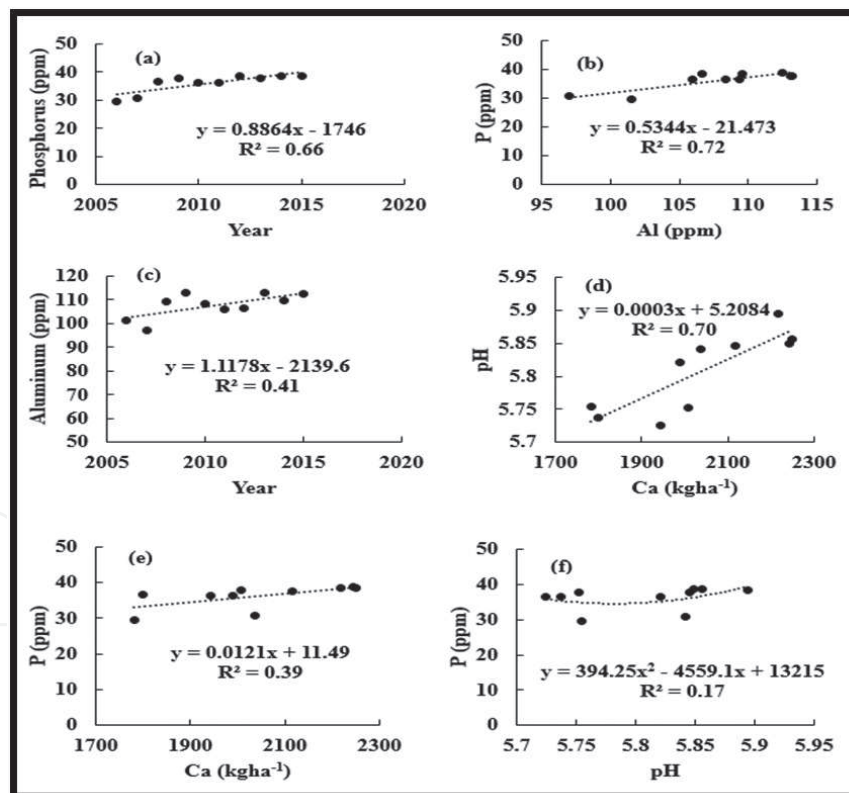 (a)
Phosphorus (ppm)
50
40
30
20
10
0
y = 0.8864x - 1746
R² = 0.66
2005 2010 2015 2020
Year
(b)
P (ppm)
50
40
30
20
10
0
y = 0.5344x - 21.473
R² = 0.72
95 100 105 110 115
Al (ppm)
(c)
Aluminum (ppm)
120
110
100
90
80
70
60
50
y = 1.1178x - 2139.6
R² = 0.41
2005 2010 2015 2020
Year
(d)
pH
5.95
5.9
5.85
5.8
5.75
5.7
y = 0.0003x + 5.2084
R² = 0.70
1700 1900 2100 2300
Ca (kgha⁻¹)
(e)
P (ppm)
50
40
30
20
10
0
y = 0.0121x + 11.49
R² = 0.39
1700 1900 2100 2300
Ca (kgha⁻¹)
(f)
P (ppm)
50
40
30
20
10
0
y = 394.25x² - 4559.1x + 13215
R² = 0.17
5.7 5.75 5.8 5.85 5.9 5.95
pH